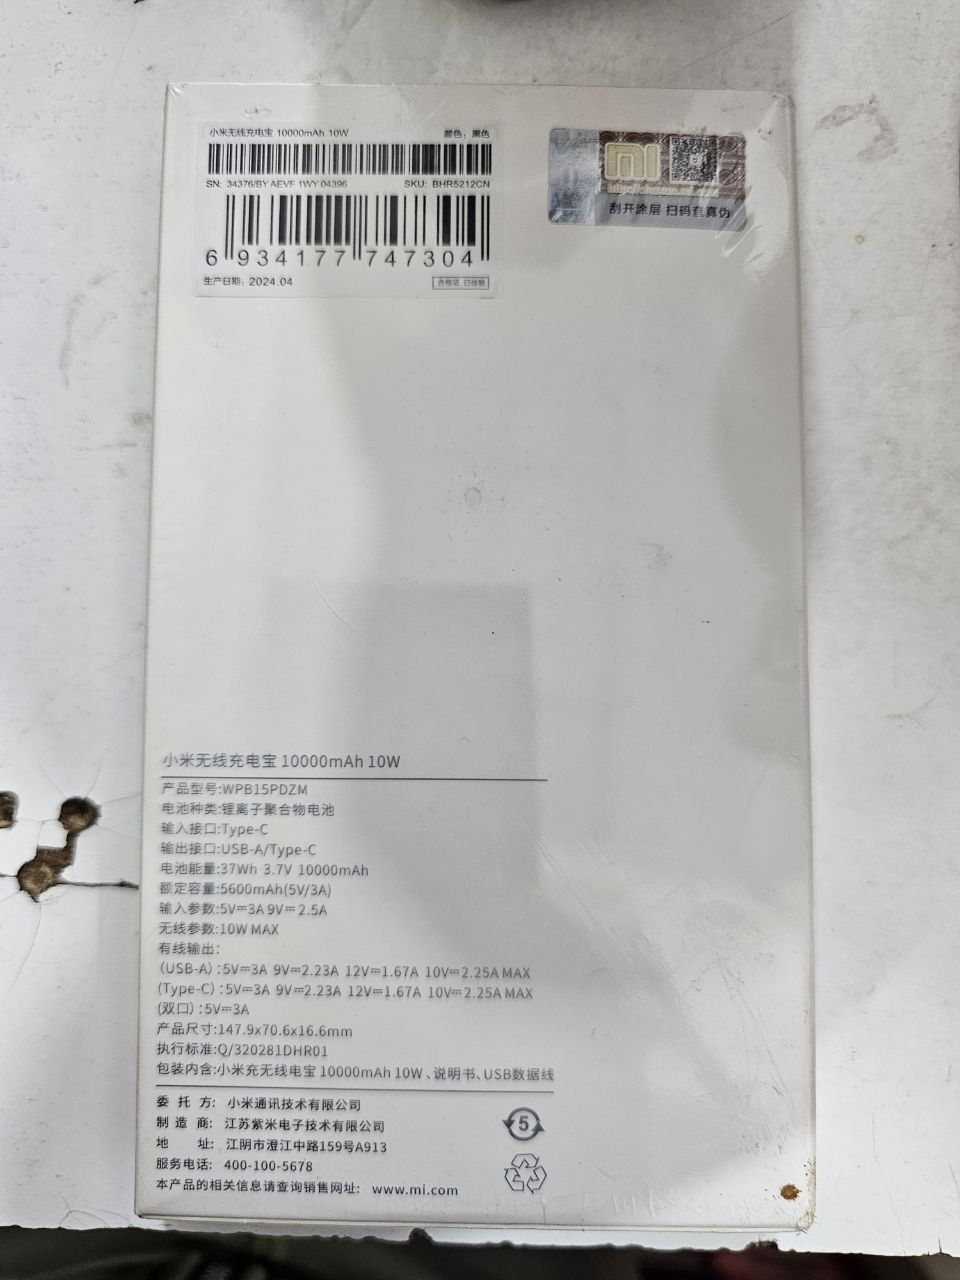 小米无线充电宝 10000mAh 10W 颜色：黑色
SN: 34376/BYAEVF1WY04396 SKU: BHR5212CN
6 934177 747304
生产日期：2024.04 合格证 已检验
MI
刮开涂层 扫码查真伪
小米无线充电宝 10000mAh 10W
产品型号:WPB15PDZM
电池种类:锂离子聚合物电池
输入接口:Type-C
输出接口:USB-A/Type-C
电池能量:37Wh 3.7V 10000mAh
额定容量:5600mAh(5V/3A)
输入参数:5V⎓3A 9V⎓2.5A
无线参数:10W MAX
有线输出:
(USB-A):5V⎓3A 9V⎓2.23A 12V⎓1.67A 10V⎓2.25A MAX
(Type-C):5V⎓3A 9V⎓2.23A 12V⎓1.67A 10V⎓2.25A MAX
(双口):5V⎓3A
产品尺寸:147.9x70.6x16.6mm
执行标准:Q/320281DHR01
包装内含:小米充无线电宝 10000mAh 10W、说明书、USB数据线
委托方：小米通讯技术有限公司
制造商：江苏紫米电子技术有限公司
地址：江阴市澄江中路159号A913
服务电话：400-100-5678
本产品的相关信息请查询销售网址：www.mi.com
5